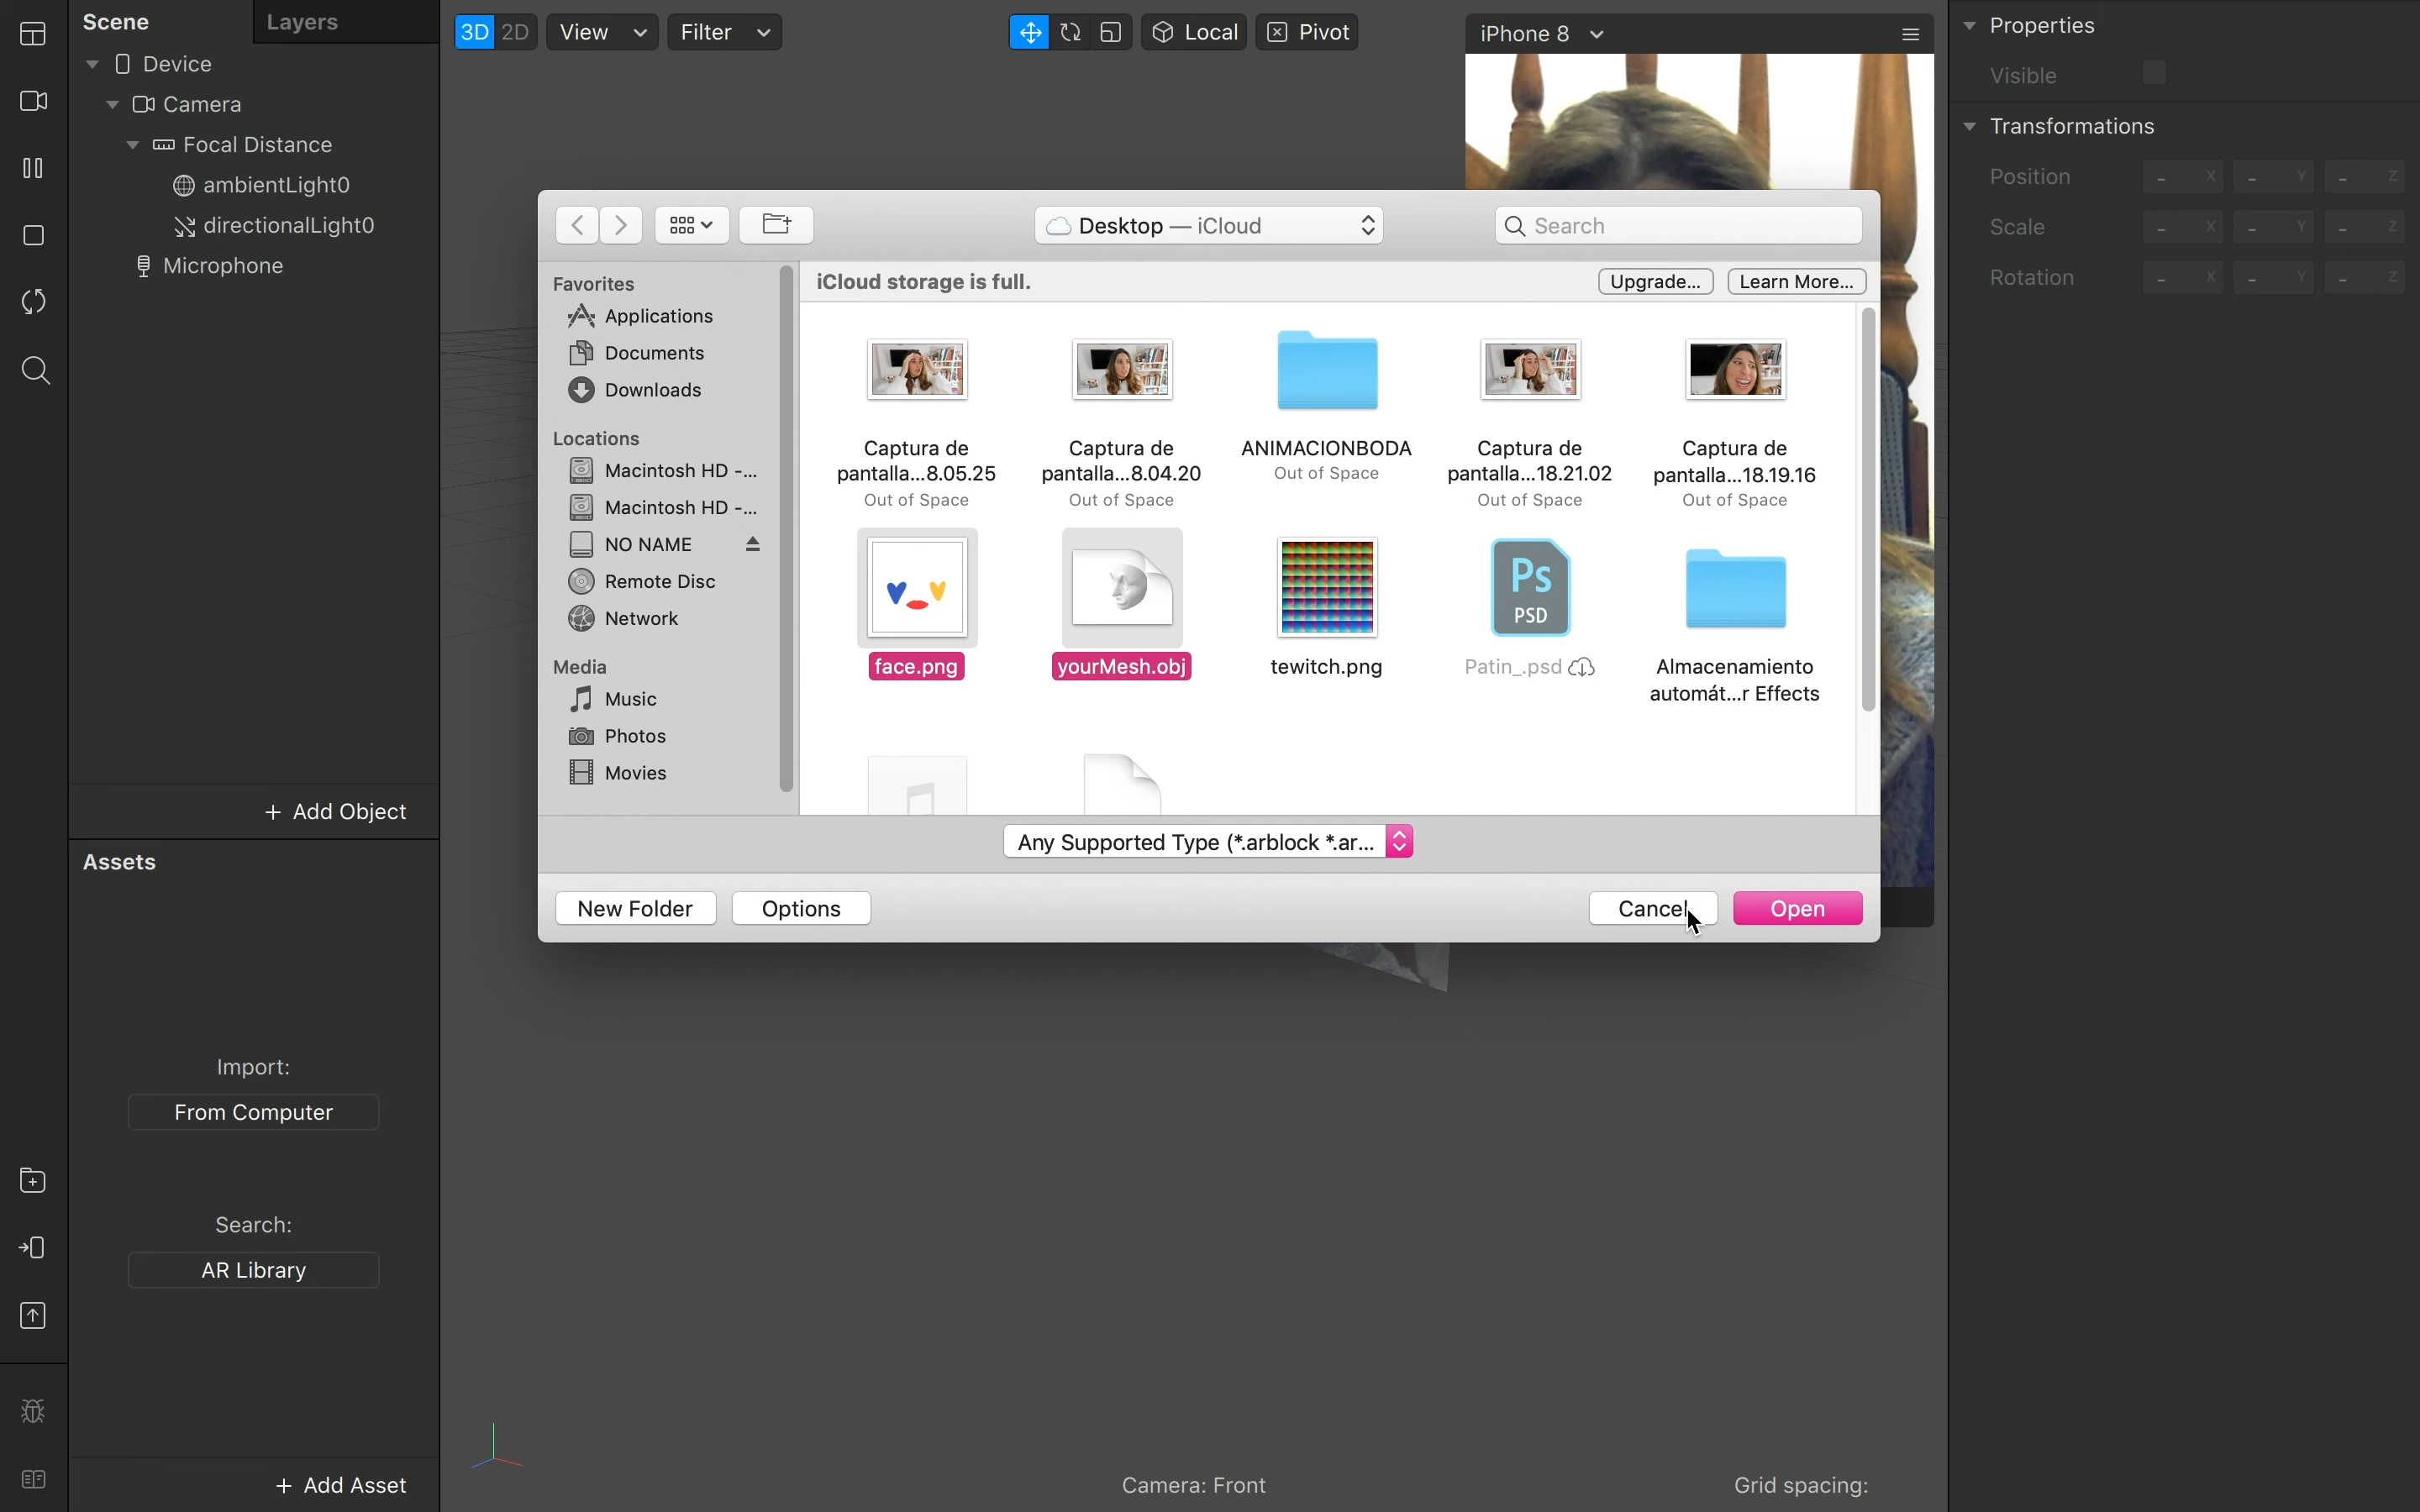 Scene
Layers
Device
Camera
Focal Distance
ambientLight0
directionalLight0
Microphone
+ Add Object
Assets
Import:
From Computer
Search:
AR Library
+ Add Asset
3D 2D View Filter
Local Pivot
iPhone 8
Desktop — iCloud
Search
Favorites
Applications
Documents
Downloads
Locations
Macintosh HD -...
Macintosh HD -...
NO NAME
Remote Disc
Network
Media
Music
Photos
Movies
iCloud storage is full.
Upgrade...
Learn More...
Captura de
pantalla...8.05.25
Out of Space
Captura de
pantalla...8.04.20
Out of Space
ANIMACIONBODA
Out of Space
Captura de
pantalla...18.21.02
Out of Space
Captura de
pantalla...18.19.16
Out of Space
face.png
yourMesh.obj
tewitch.png
Ps
PSD
Patin_.psd
Almacenamiento
automát...r Effects
Any Supported Type (*.arblock *.ar...
New Folder
Options
Cancel
Open
Camera: Front
Grid spacing:
Properties
Visible
Transformations
Position - X - Y - Z
Scale - X - Y - Z
Rotation - X - Y - Z